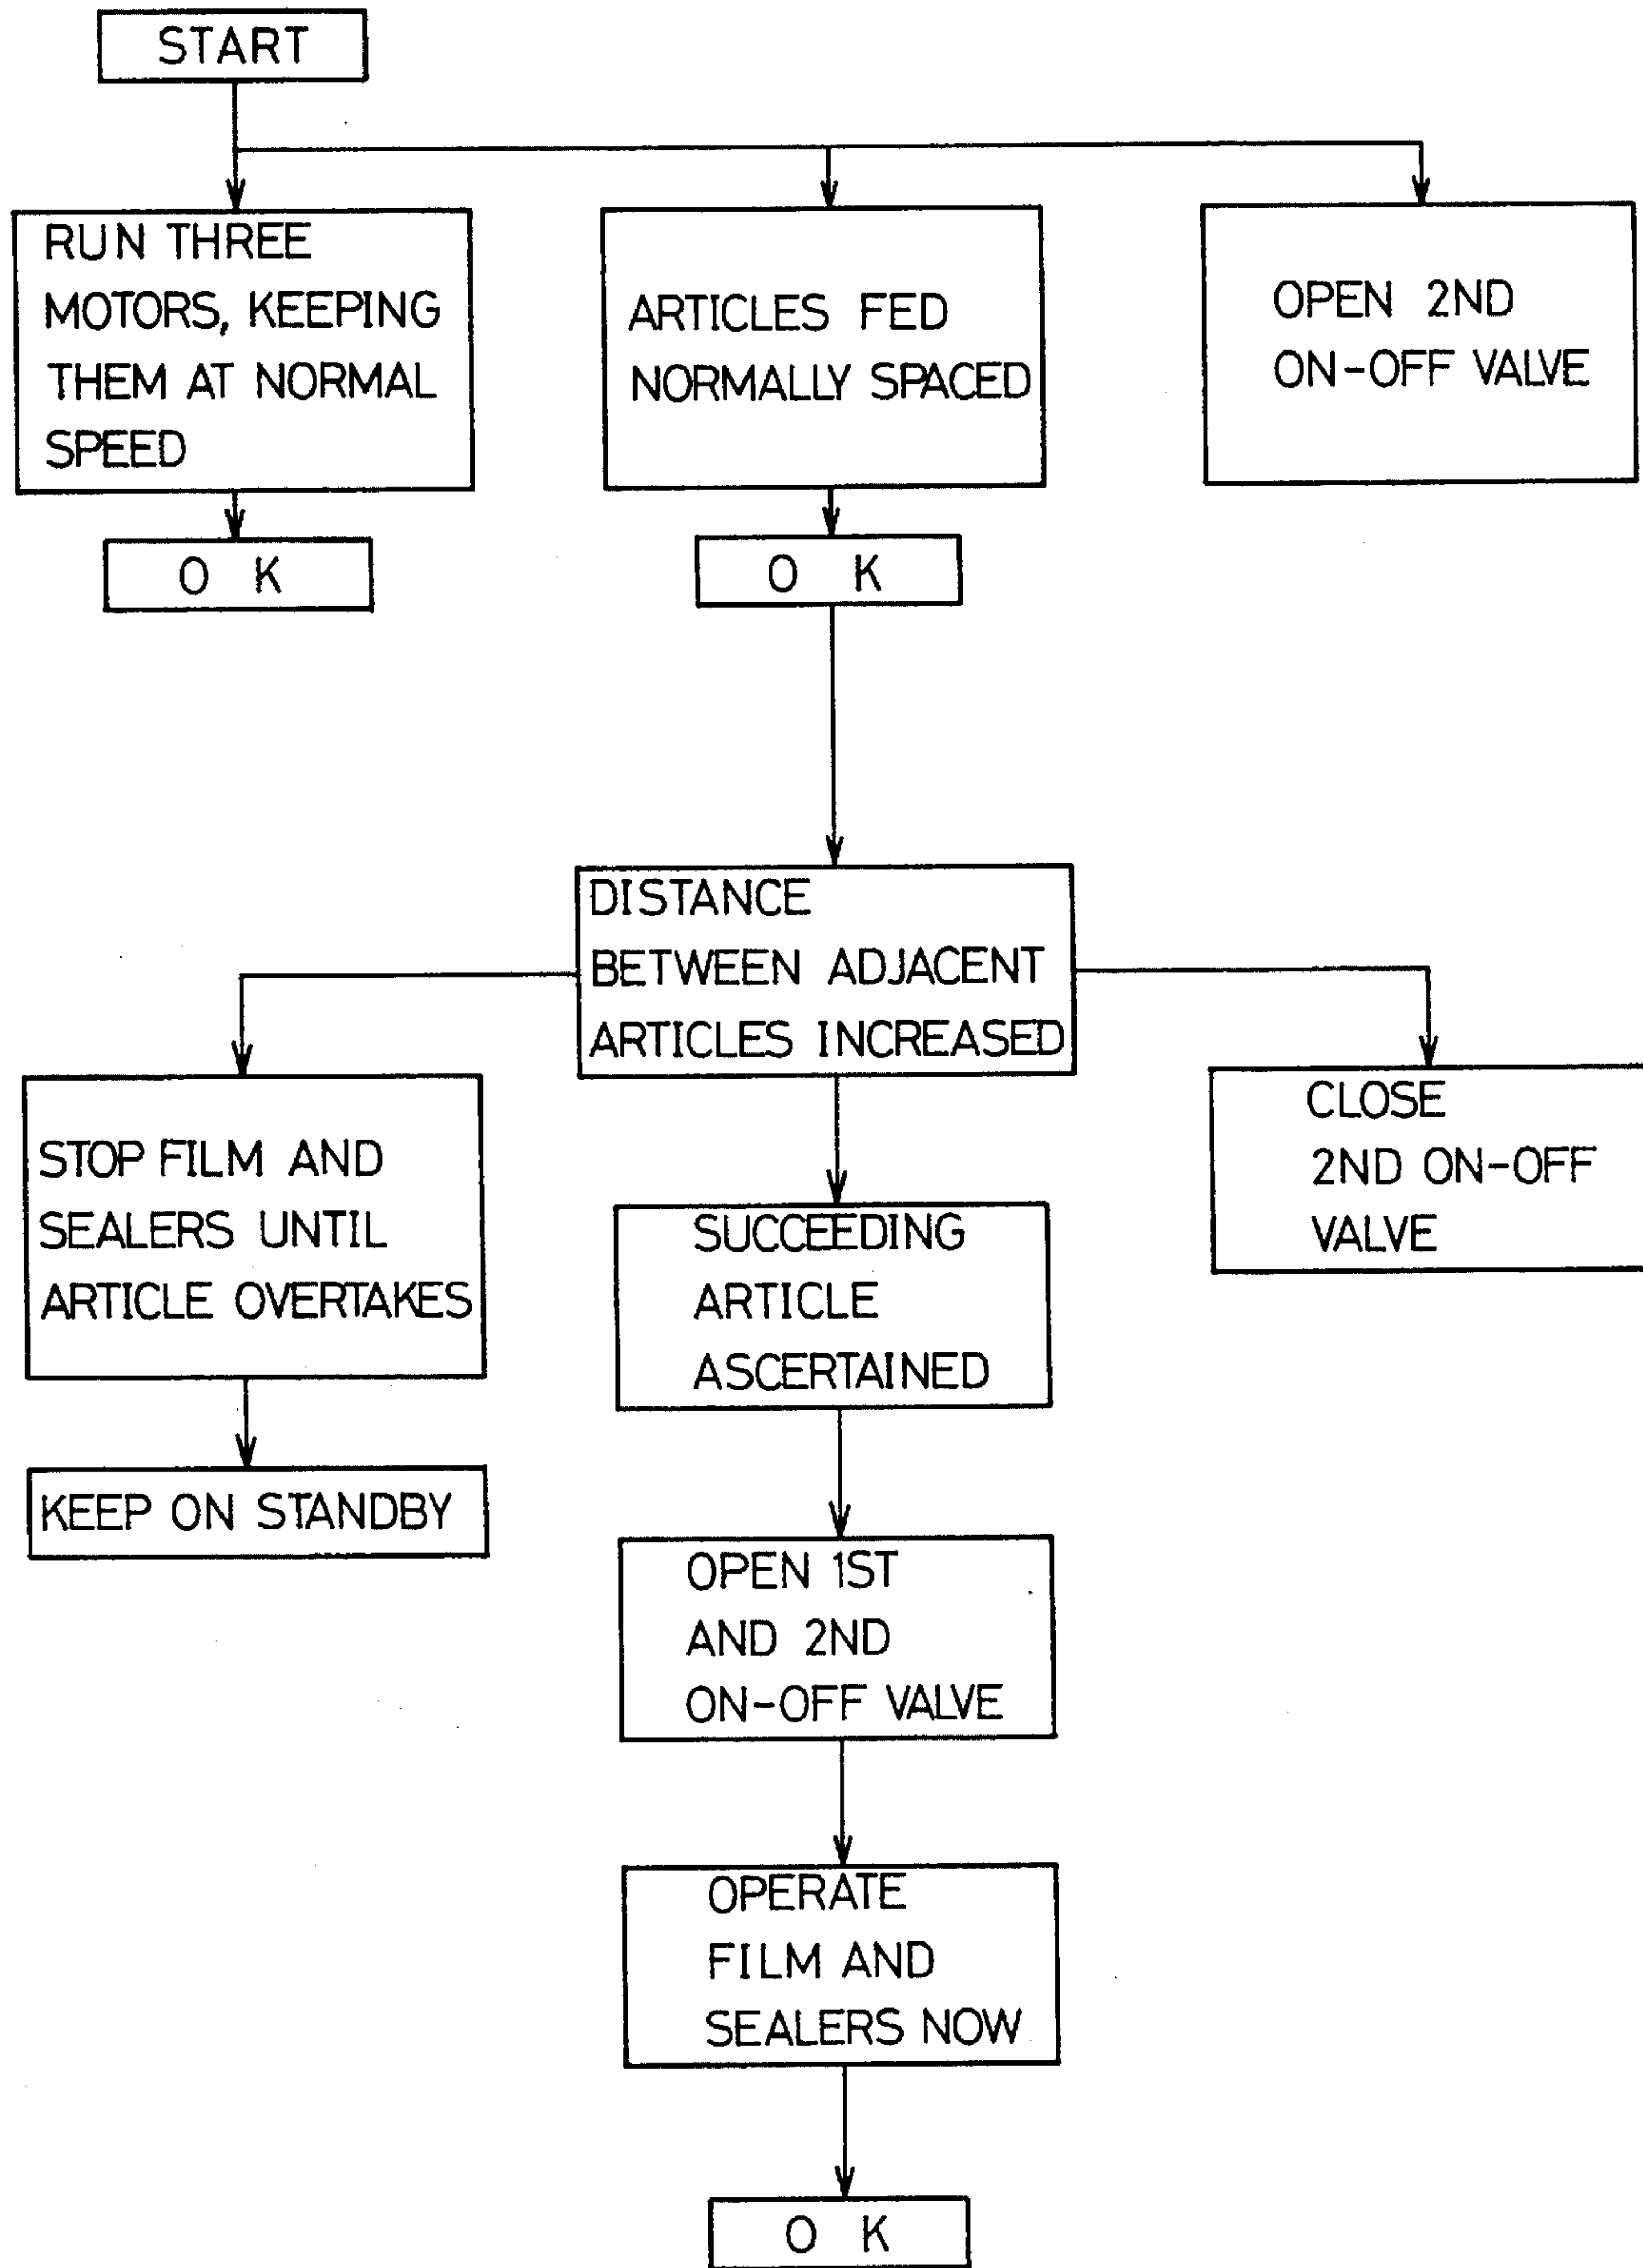 START
RUN THREE
MOTORS, KEEPING
THEM AT NORMAL
SPEED
ARTICLES FED
NORMALLY SPACED
OPEN 2ND
ON-OFF VALVE
O K
O K
DISTANCE
BETWEEN ADJACENT
ARTICLES INCREASED
STOP FILM AND
SEALERS UNTIL
ARTICLE OVERTAKES
SUCCEEDING
ARTICLE
ASCERTAINED
CLOSE
2ND ON-OFF
VALVE
KEEP ON STANDBY
OPEN 1ST
AND 2ND
ON-OFF VALVE
OPERATE
FILM AND
SEALERS NOW
O K